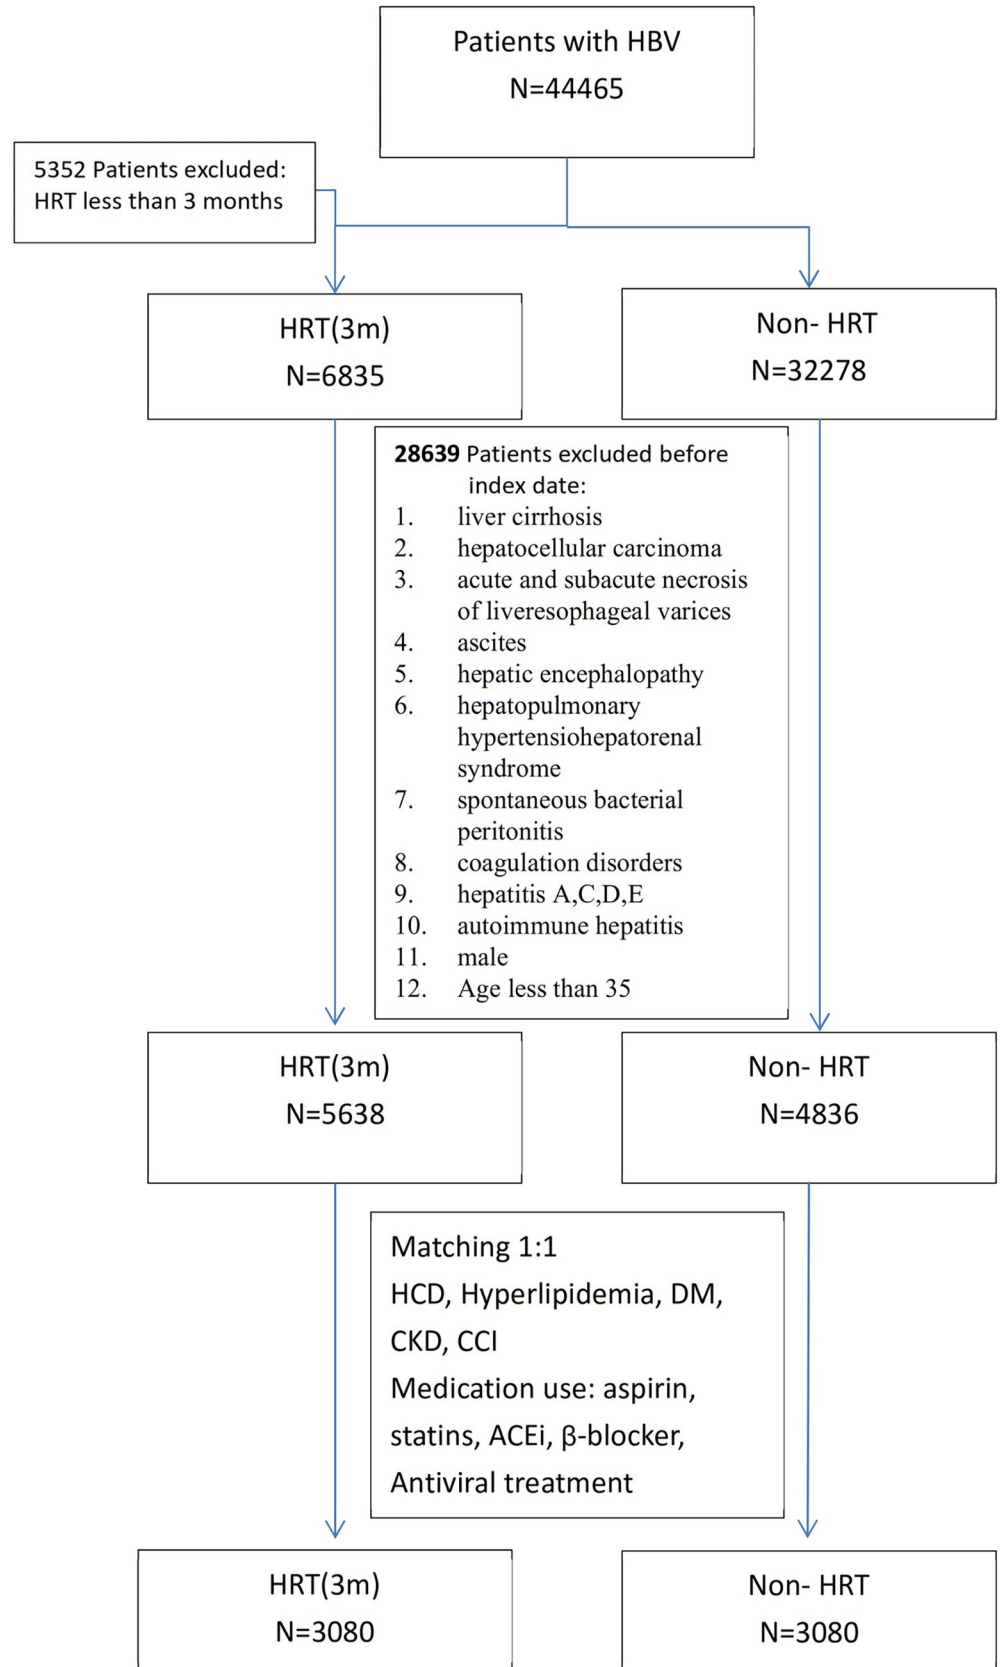 Patients with HBV
N=44465
5352 Patients excluded:
HRT less than 3 months
HRT(3m)
N=6835
Non- HRT
N=32278
28639 Patients excluded before
index date:
1. liver cirrhosis
2. hepatocellular carcinoma
3. acute and subacute necrosis
of liveresophageal varices
4. ascites
5. hepatic encephalopathy
6. hepatopulmonary
hypertensiohepatorenal
syndrome
7. spontaneous bacterial
peritonitis
8. coagulation disorders
9. hepatitis A,C,D,E
10. autoimmune hepatitis
11. male
12. Age less than 35
HRT(3m)
N=5638
Non- HRT
N=4836
Matching 1:1
HCD, Hyperlipidemia, DM,
CKD, CCI
Medication use: aspirin,
statins, ACEi, β-blocker,
Antiviral treatment
HRT(3m)
N=3080
Non- HRT
N=3080